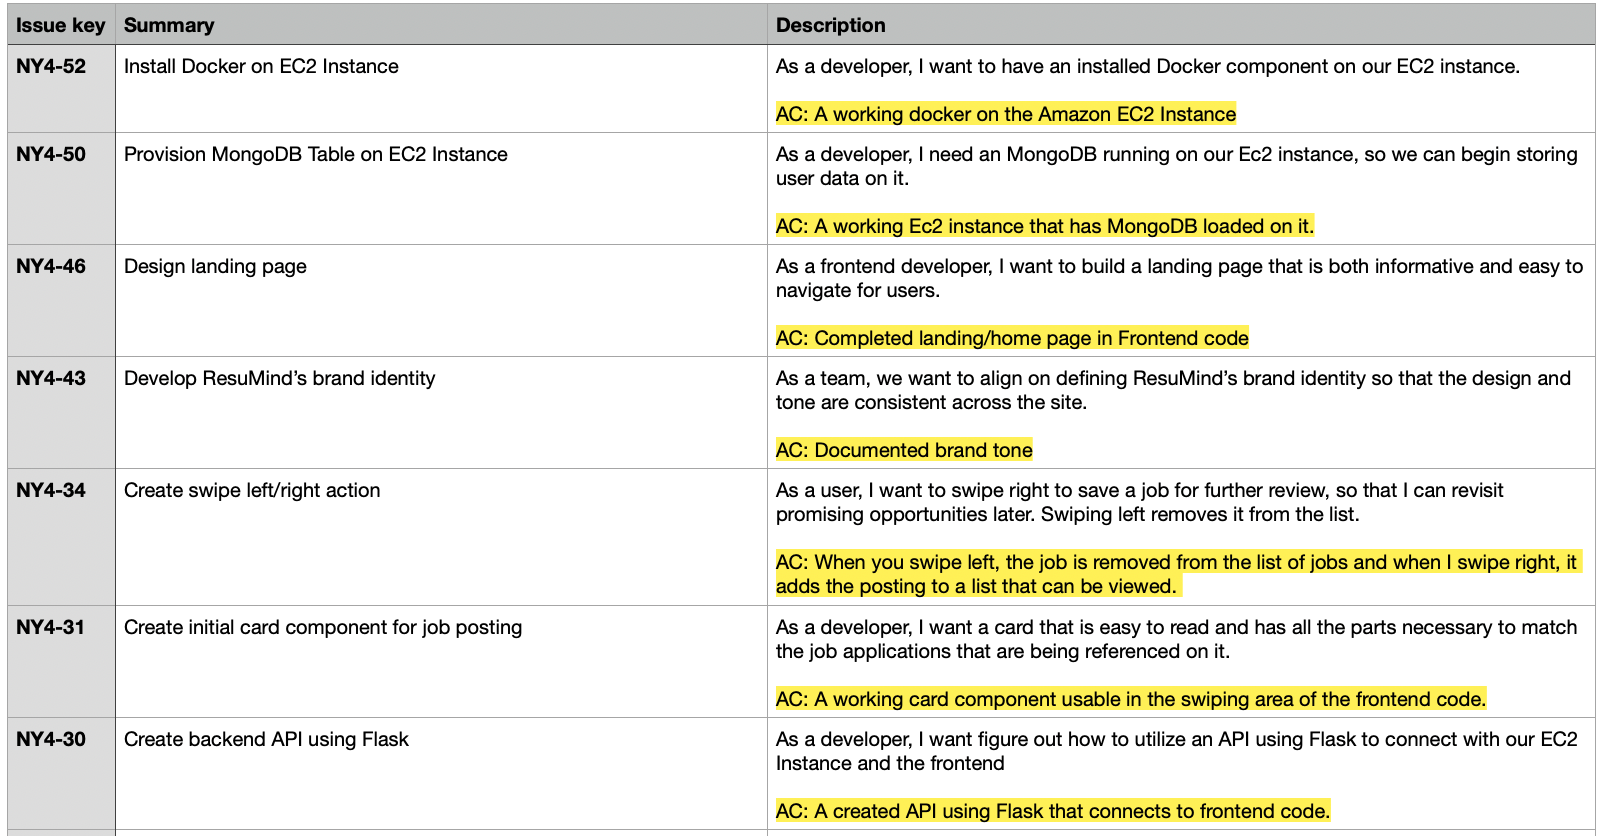 Issue key Summary Description
NY4-52 Install Docker on EC2 Instance As a developer, I want to have an installed Docker component on our EC2 instance.
AC: A working docker on the Amazon EC2 Instance
NY4-50 Provision MongoDB Table on EC2 Instance As a developer, I need an MongoDB running on our Ec2 instance, so we can begin storing
user data on it.
AC: A working Ec2 instance that has MongoDB loaded on it.
NY4-46 Design landing page As a frontend developer, I want to build a landing page that is both informative and easy to
navigate for users.
AC: Completed landing/home page in Frontend code
NY4-43 Develop ResuMind’s brand identity As a team, we want to align on defining ResuMind’s brand identity so that the design and
tone are consistent across the site.
AC: Documented brand tone
NY4-34 Create swipe left/right action As a user, I want to swipe right to save a job for further review, so that I can revisit
promising opportunities later. Swiping left removes it from the list.
AC: When you swipe left, the job is removed from the list of jobs and when I swipe right, it
adds the posting to a list that can be viewed.
NY4-31 Create initial card component for job posting As a developer, I want a card that is easy to read and has all the parts necessary to match
the job applications that are being referenced on it.
AC: A working card component usable in the swiping area of the frontend code.
NY4-30 Create backend API using Flask As a developer, I want figure out how to utilize an API using Flask to connect with our EC2
Instance and the frontend
AC: A created API using Flask that connects to frontend code.